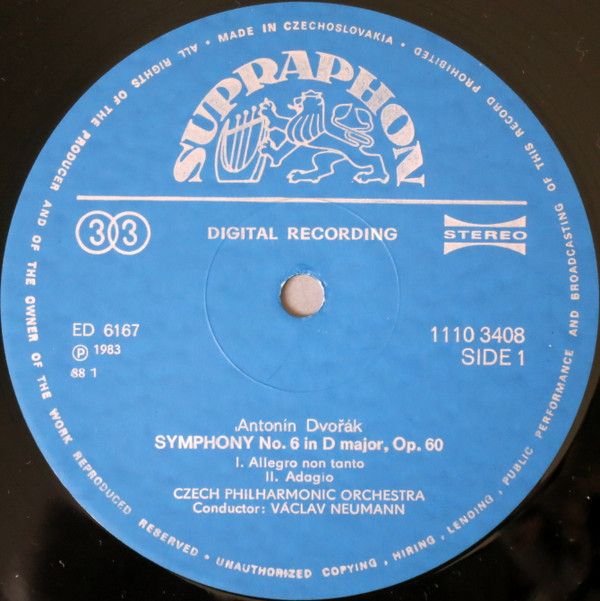 ALL RIGHTS OF THE PRODUCER AND OF THE OWNER OF THE WORK REPRODUCED RESERVED • UNAUTHORIZED COPYING, HIRING, LENDING, PUBLIC PERFORMANCE AND BROADCASTING OF THIS RECORD PROHIBITED • MADE IN CZECHOSLOVAKIA •
SUPRAPHON
33
DIGITAL RECORDING
STEREO
ED 6167
Ⓟ 1983
88 1
1110 3408
SIDE 1
Antonín Dvořák
SYMPHONY No. 6 in D major, Op. 60
I. Allegro non tanto
II. Adagio
CZECH PHILHARMONIC ORCHESTRA
Conductor: VÁCLAV NEUMANN